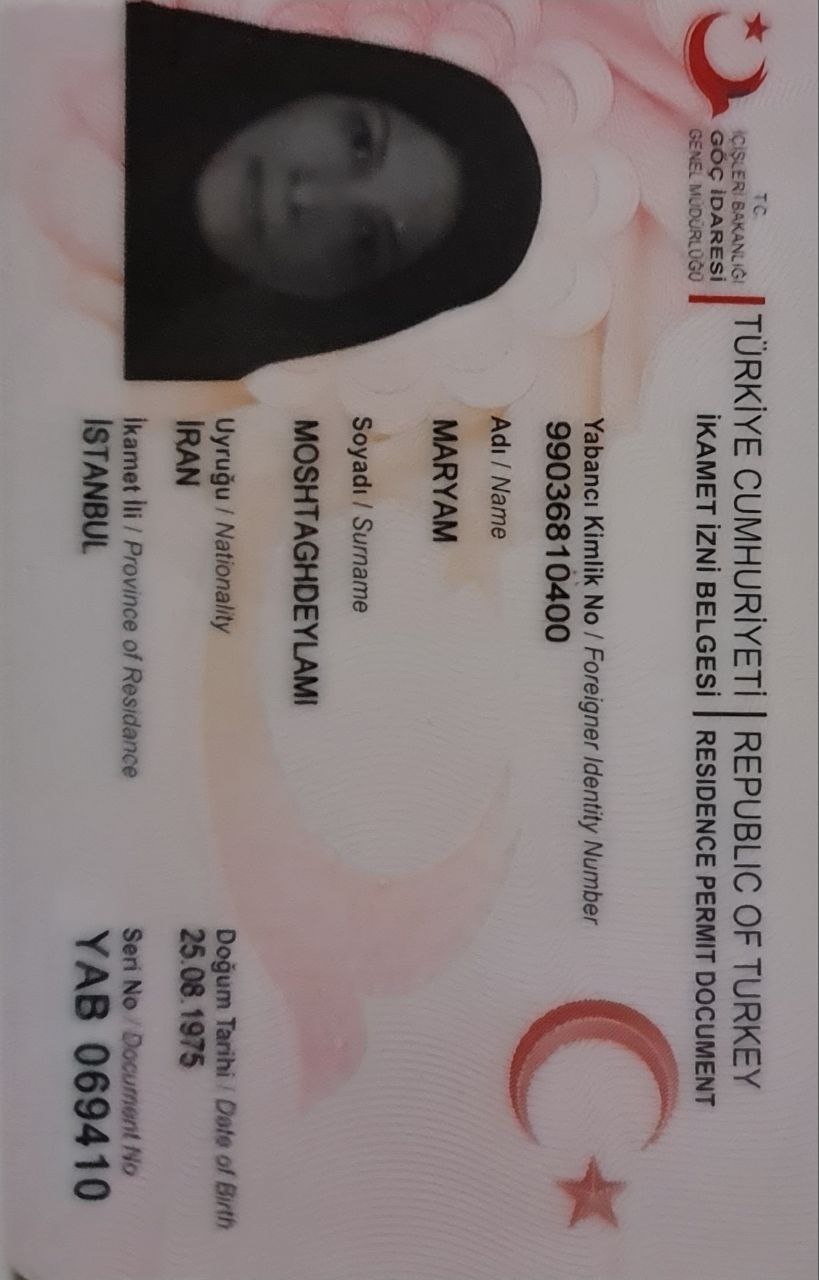 T.C.
İÇİŞLERİ BAKANLIĞI
GÖÇ İDARESİ
GENEL MÜDÜRLÜĞÜ
TÜRKİYE CUMHURİYETİ | REPUBLIC OF TURKEY
İKAMET İZNİ BELGESİ | RESIDENCE PERMIT DOCUMENT
Yabancı Kimlik No / Foreigner Identity Number
99036810400
Adı / Name
MARYAM
Soyadı / Surname
MOSHTAGHDEYLAMI
Uyruğu / Nationality
IRAN
Doğum Tarihi / Date of Birth
25.08.1975
İkamet İli / Province of Residance
İSTANBUL
Seri No / Document No
YAB 069410